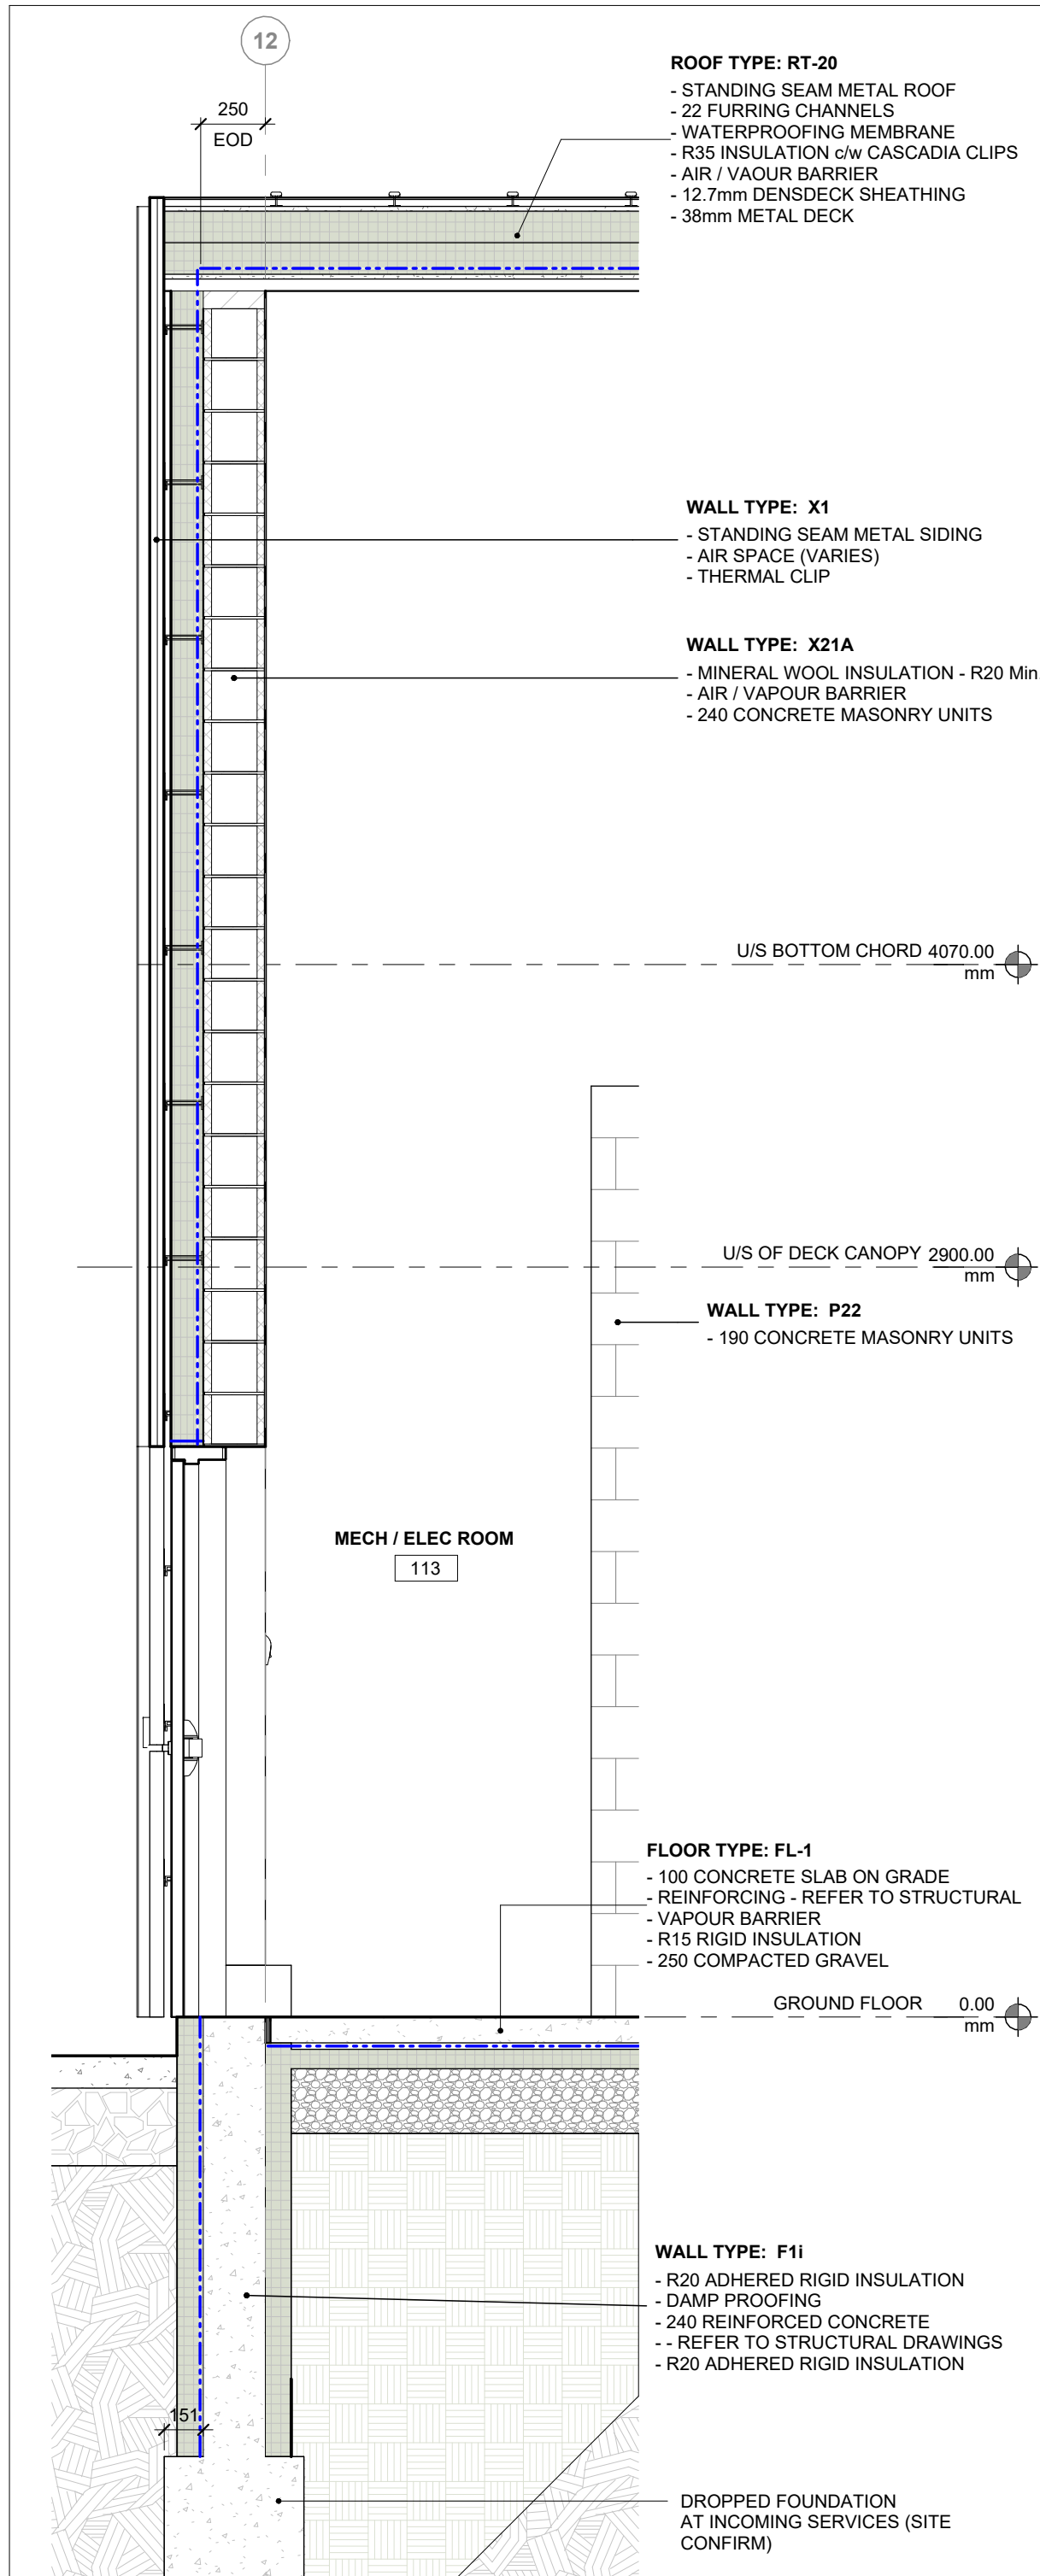 12
250
EOD
ROOF TYPE: RT-20
- STANDING SEAM METAL ROOF
- 22 FURRING CHANNELS
- WATERPROOFING MEMBRANE
- R35 INSULATION c/w CASCADIA CLIPS
- AIR / VAOUR BARRIER
- 12.7mm DENSDECK SHEATHING
- 38mm METAL DECK
WALL TYPE: X1
- STANDING SEAM METAL SIDING
- AIR SPACE (VARIES)
- THERMAL CLIP
WALL TYPE: X21A
- MINERAL WOOL INSULATION - R20 Min.
- AIR / VAPOUR BARRIER
- 240 CONCRETE MASONRY UNITS
U/S BOTTOM CHORD 4070.00
mm
U/S OF DECK CANOPY 2900.00
mm
WALL TYPE: P22
- 190 CONCRETE MASONRY UNITS
MECH / ELEC ROOM
113
FLOOR TYPE: FL-1
- 100 CONCRETE SLAB ON GRADE
- REINFORCING - REFER TO STRUCTURAL
- VAPOUR BARRIER
- R15 RIGID INSULATION
- 250 COMPACTED GRAVEL
GROUND FLOOR 0.00
mm
WALL TYPE: F1i
- R20 ADHERED RIGID INSULATION
- DAMP PROOFING
- 240 REINFORCED CONCRETE
- - REFER TO STRUCTURAL DRAWINGS
- R20 ADHERED RIGID INSULATION
151
DROPPED FOUNDATION
AT INCOMING SERVICES (SITE
CONFIRM)